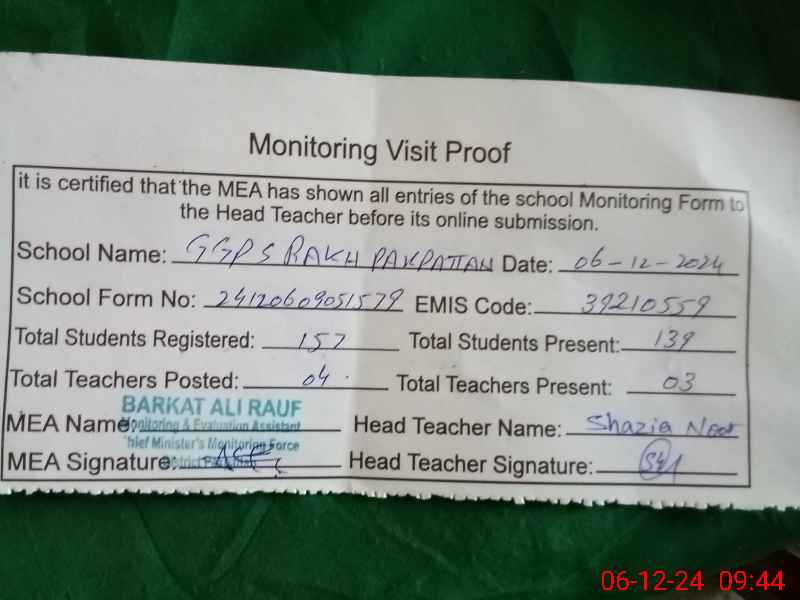 Monitoring Visit Proof
it is certified that the MEA has shown all entries of the school Monitoring Form to
the Head Teacher before its online submission.
School Name: GGPS RAKH PAKPATTAN Date: 06-12-2024
School Form No: 24120609051579 EMIS Code: 39210559
Total Students Registered: 157 Total Students Present: 139
Total Teachers Posted: 04 Total Teachers Present: 03
BARKAT ALI RAUF
MEA Name: Monitoring & Evaluation Assistant Head Teacher Name: Shazia Noor
Chief Minister's Monitoring Force
MEA Signature: District Head Teacher Signature:
06-12-24 09:44